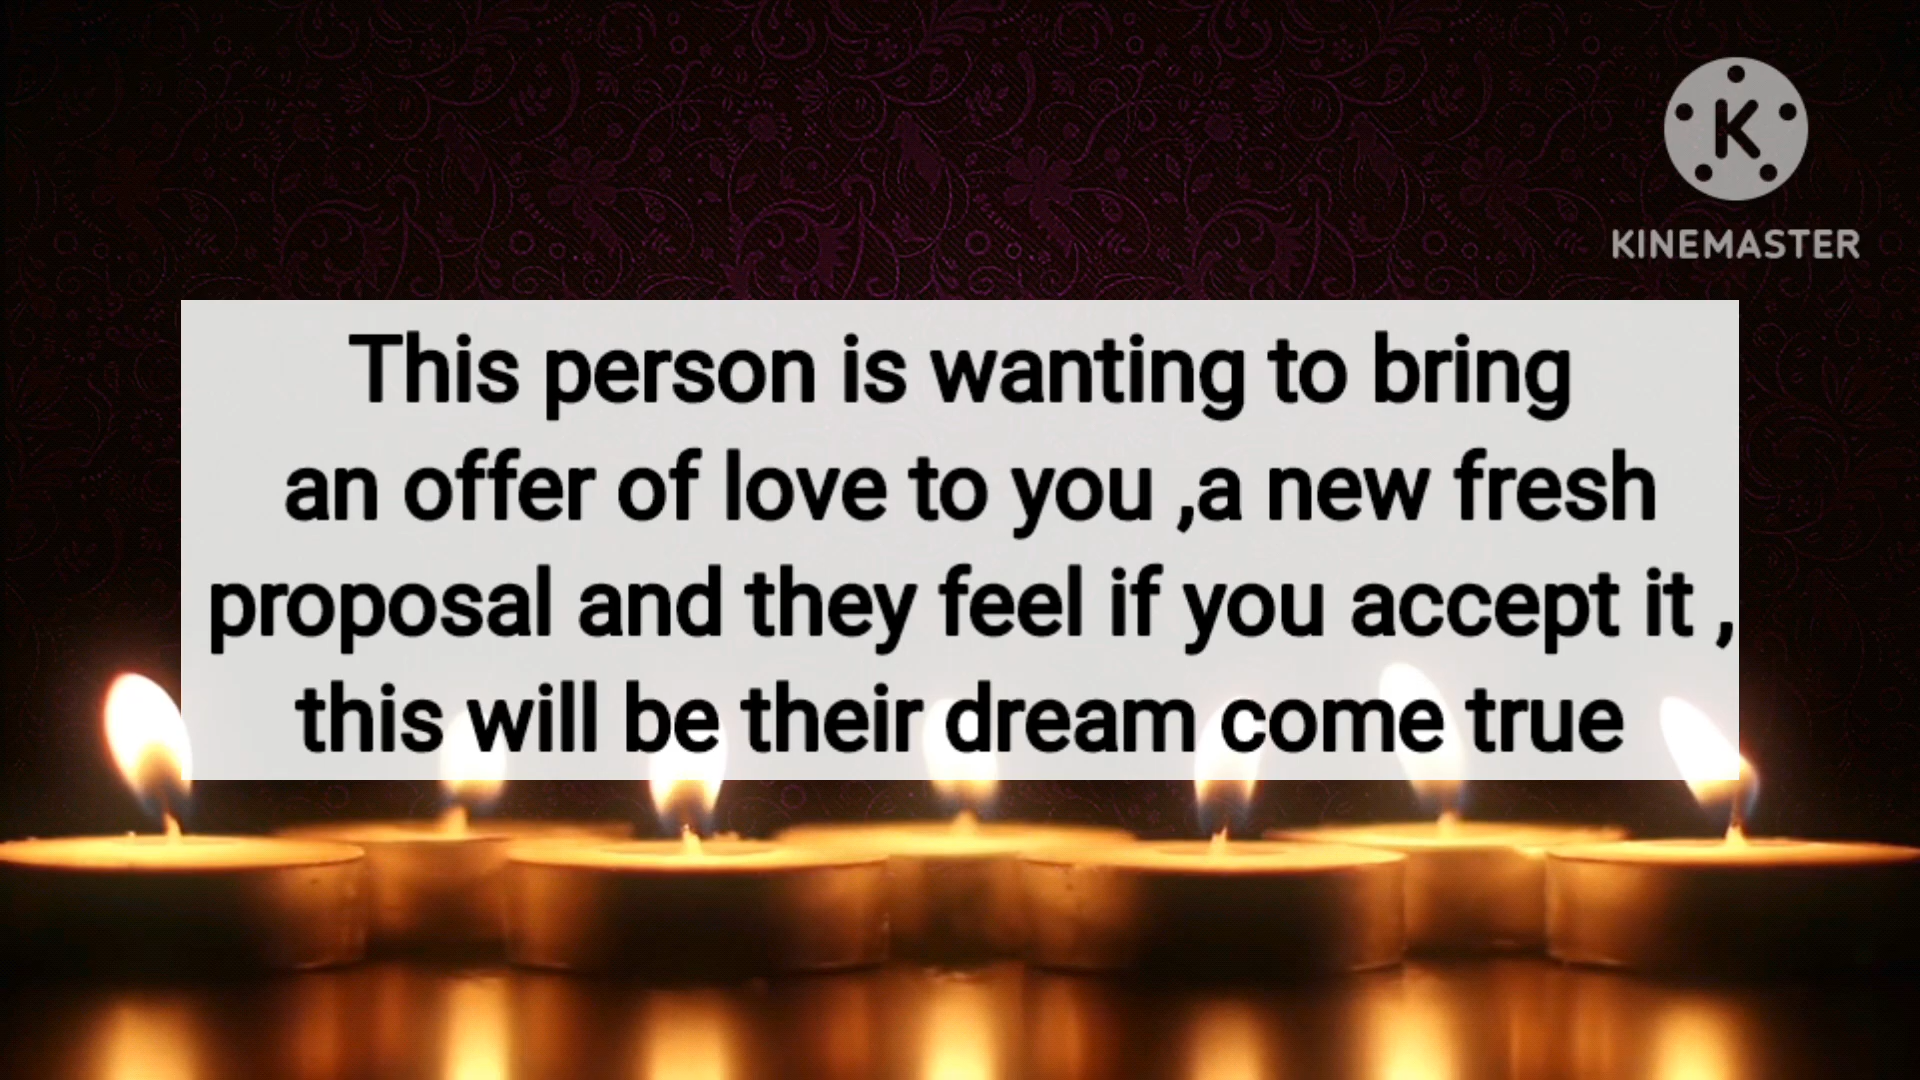 K
KINEMASTER
This person is wanting to bring
an offer of love to you ,a new fresh
proposal and they feel if you accept it ,
this will be their dream come true